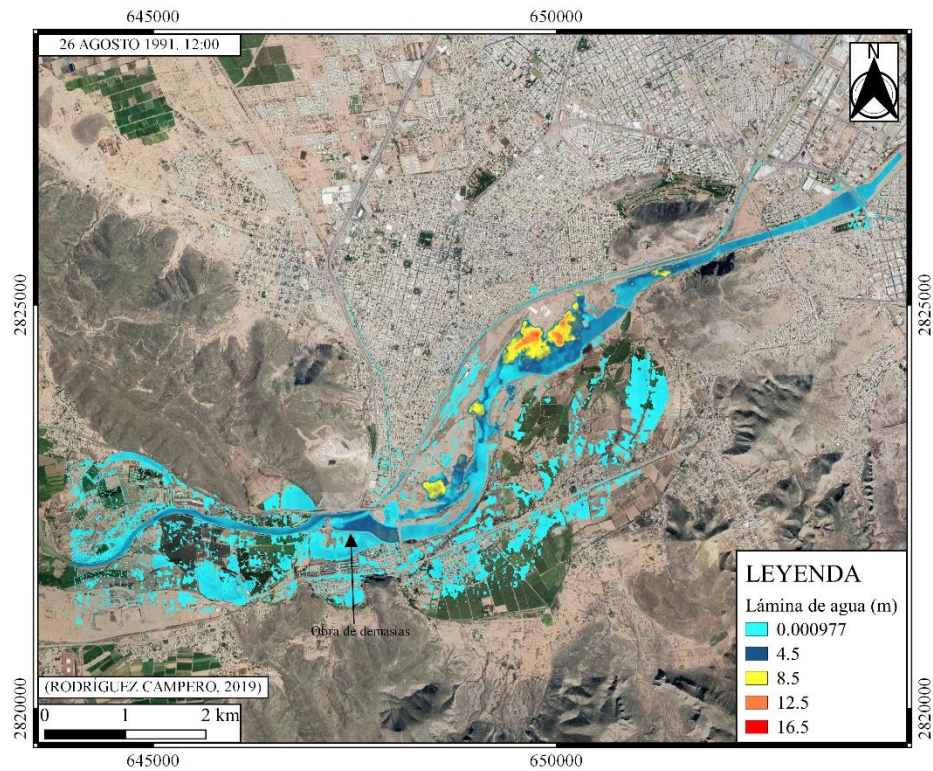 645000
650000
26 AGOSTO 1991, 12:00
N
2825000
2825000
Obra de demasías
LEYENDA
Lámina de agua (m)
0.000977
4.5
8.5
12.5
16.5
(RODRÍGUEZ CAMPERO, 2019)
0 1 2 km
2820000
2820000
645000
650000